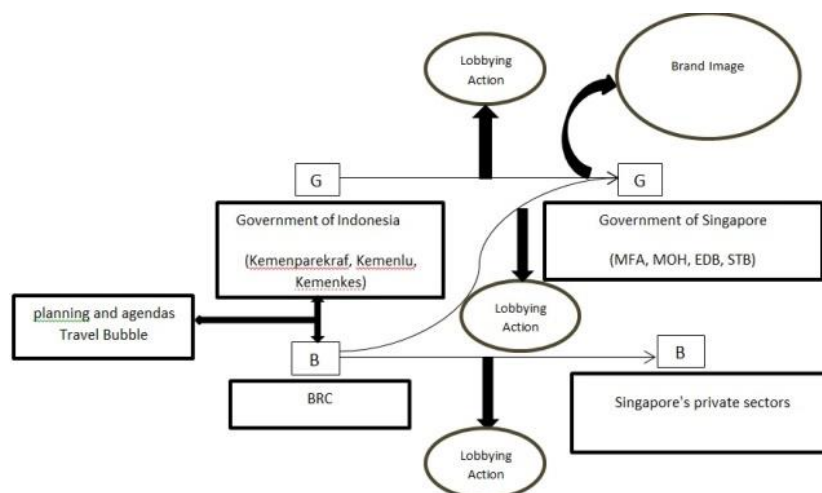 Lobbying
Action
Brand Image
G
G
Government of Indonesia
(Kemenparekraf, Kemenlu,
Kemenkes)
Government of Singapore
(MFA, MOH, EDB, STB)
planning and agendas
Travel Bubble
Lobbying
Action
B
B
BRC
Singapore's private sectors
Lobbying
Action